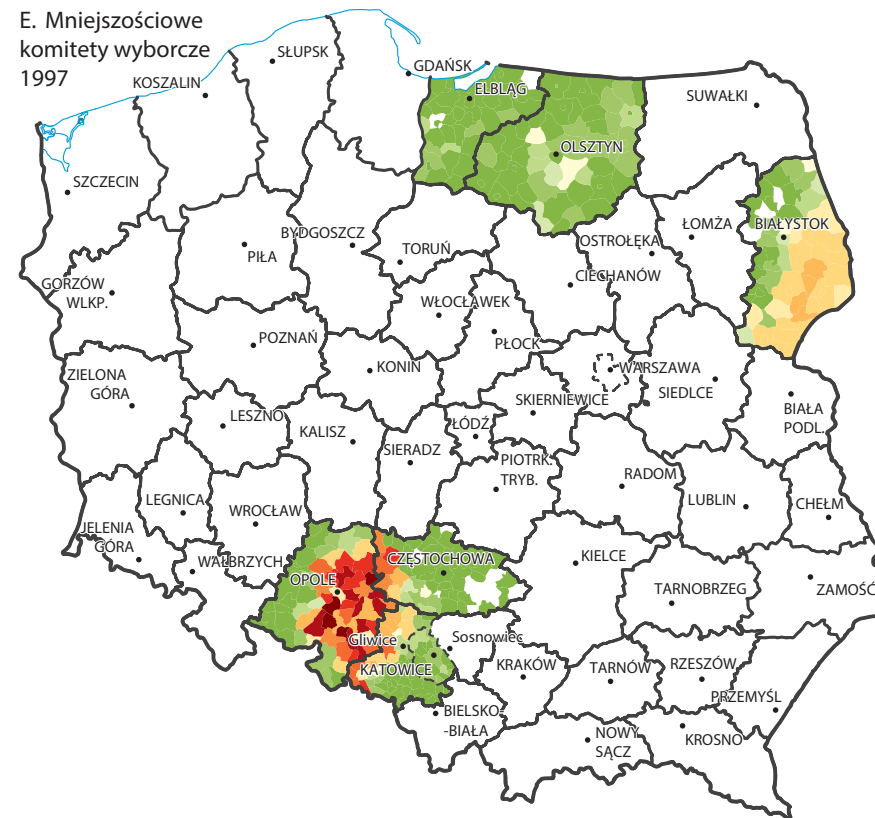 E. Mniejszościowe
komitety wyborcze
1997
SŁUPSK
GDAŃSK
KOSZALIN
ELBLĄG
SUWAŁKI
OLSZTYN
SZCZECIN
BYDGOSZCZ
TORUŃ
PIŁA
OSTROŁĘKA
ŁOMŻA
BIAŁYSTOK
CIECHANÓW
GORZÓW
WLKP.
WŁOCŁAWEK
POZNAŃ
PŁOCK
KONIN
WARSZAWA
SIEDLCE
ZIELONA
GÓRA
SKIERNIEWICE
BIAŁA
PODL.
LESZNO
KALISZ
ŁÓDŹ
SIERADZ
PIOTRK.
TRYB.
RADOM
LUBLIN
CHEŁM
LEGNICA
WROCŁAW
JELENIA
GÓRA
WAŁBRZYCH
OPOLE
CZĘSTOCHOWA
KIELCE
TARNOBRZEG
ZAMOŚĆ
Gliwice
Sosnowiec
KATOWICE
KRAKÓW
TARNÓW
RZESZÓW
PRZEMYŚL
BIELSKO-
-BIAŁA
NOWY
SĄCZ
KROSNO